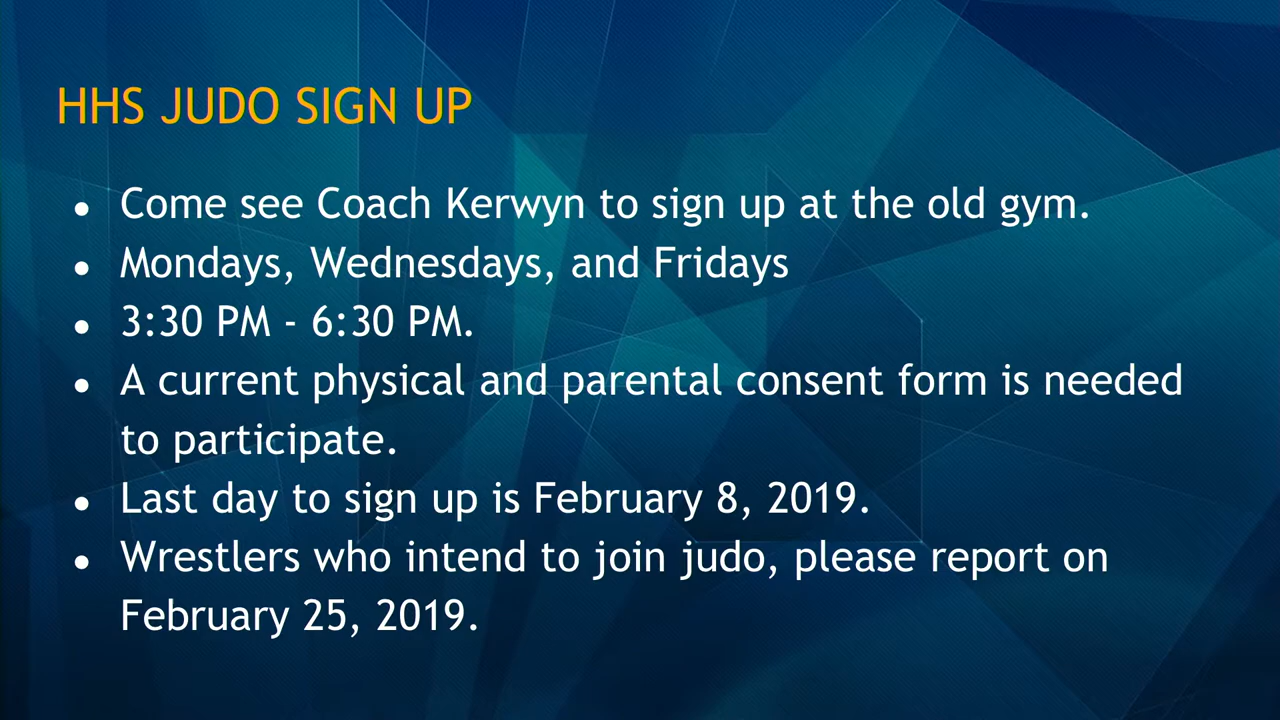 HHS JUDO SIGN UP
• Come see Coach Kerwyn to sign up at the old gym.
• Mondays, Wednesdays, and Fridays
• 3:30 PM - 6:30 PM.
• A current physical and parental consent form is needed
to participate.
• Last day to sign up is February 8, 2019.
• Wrestlers who intend to join judo, please report on
February 25, 2019.